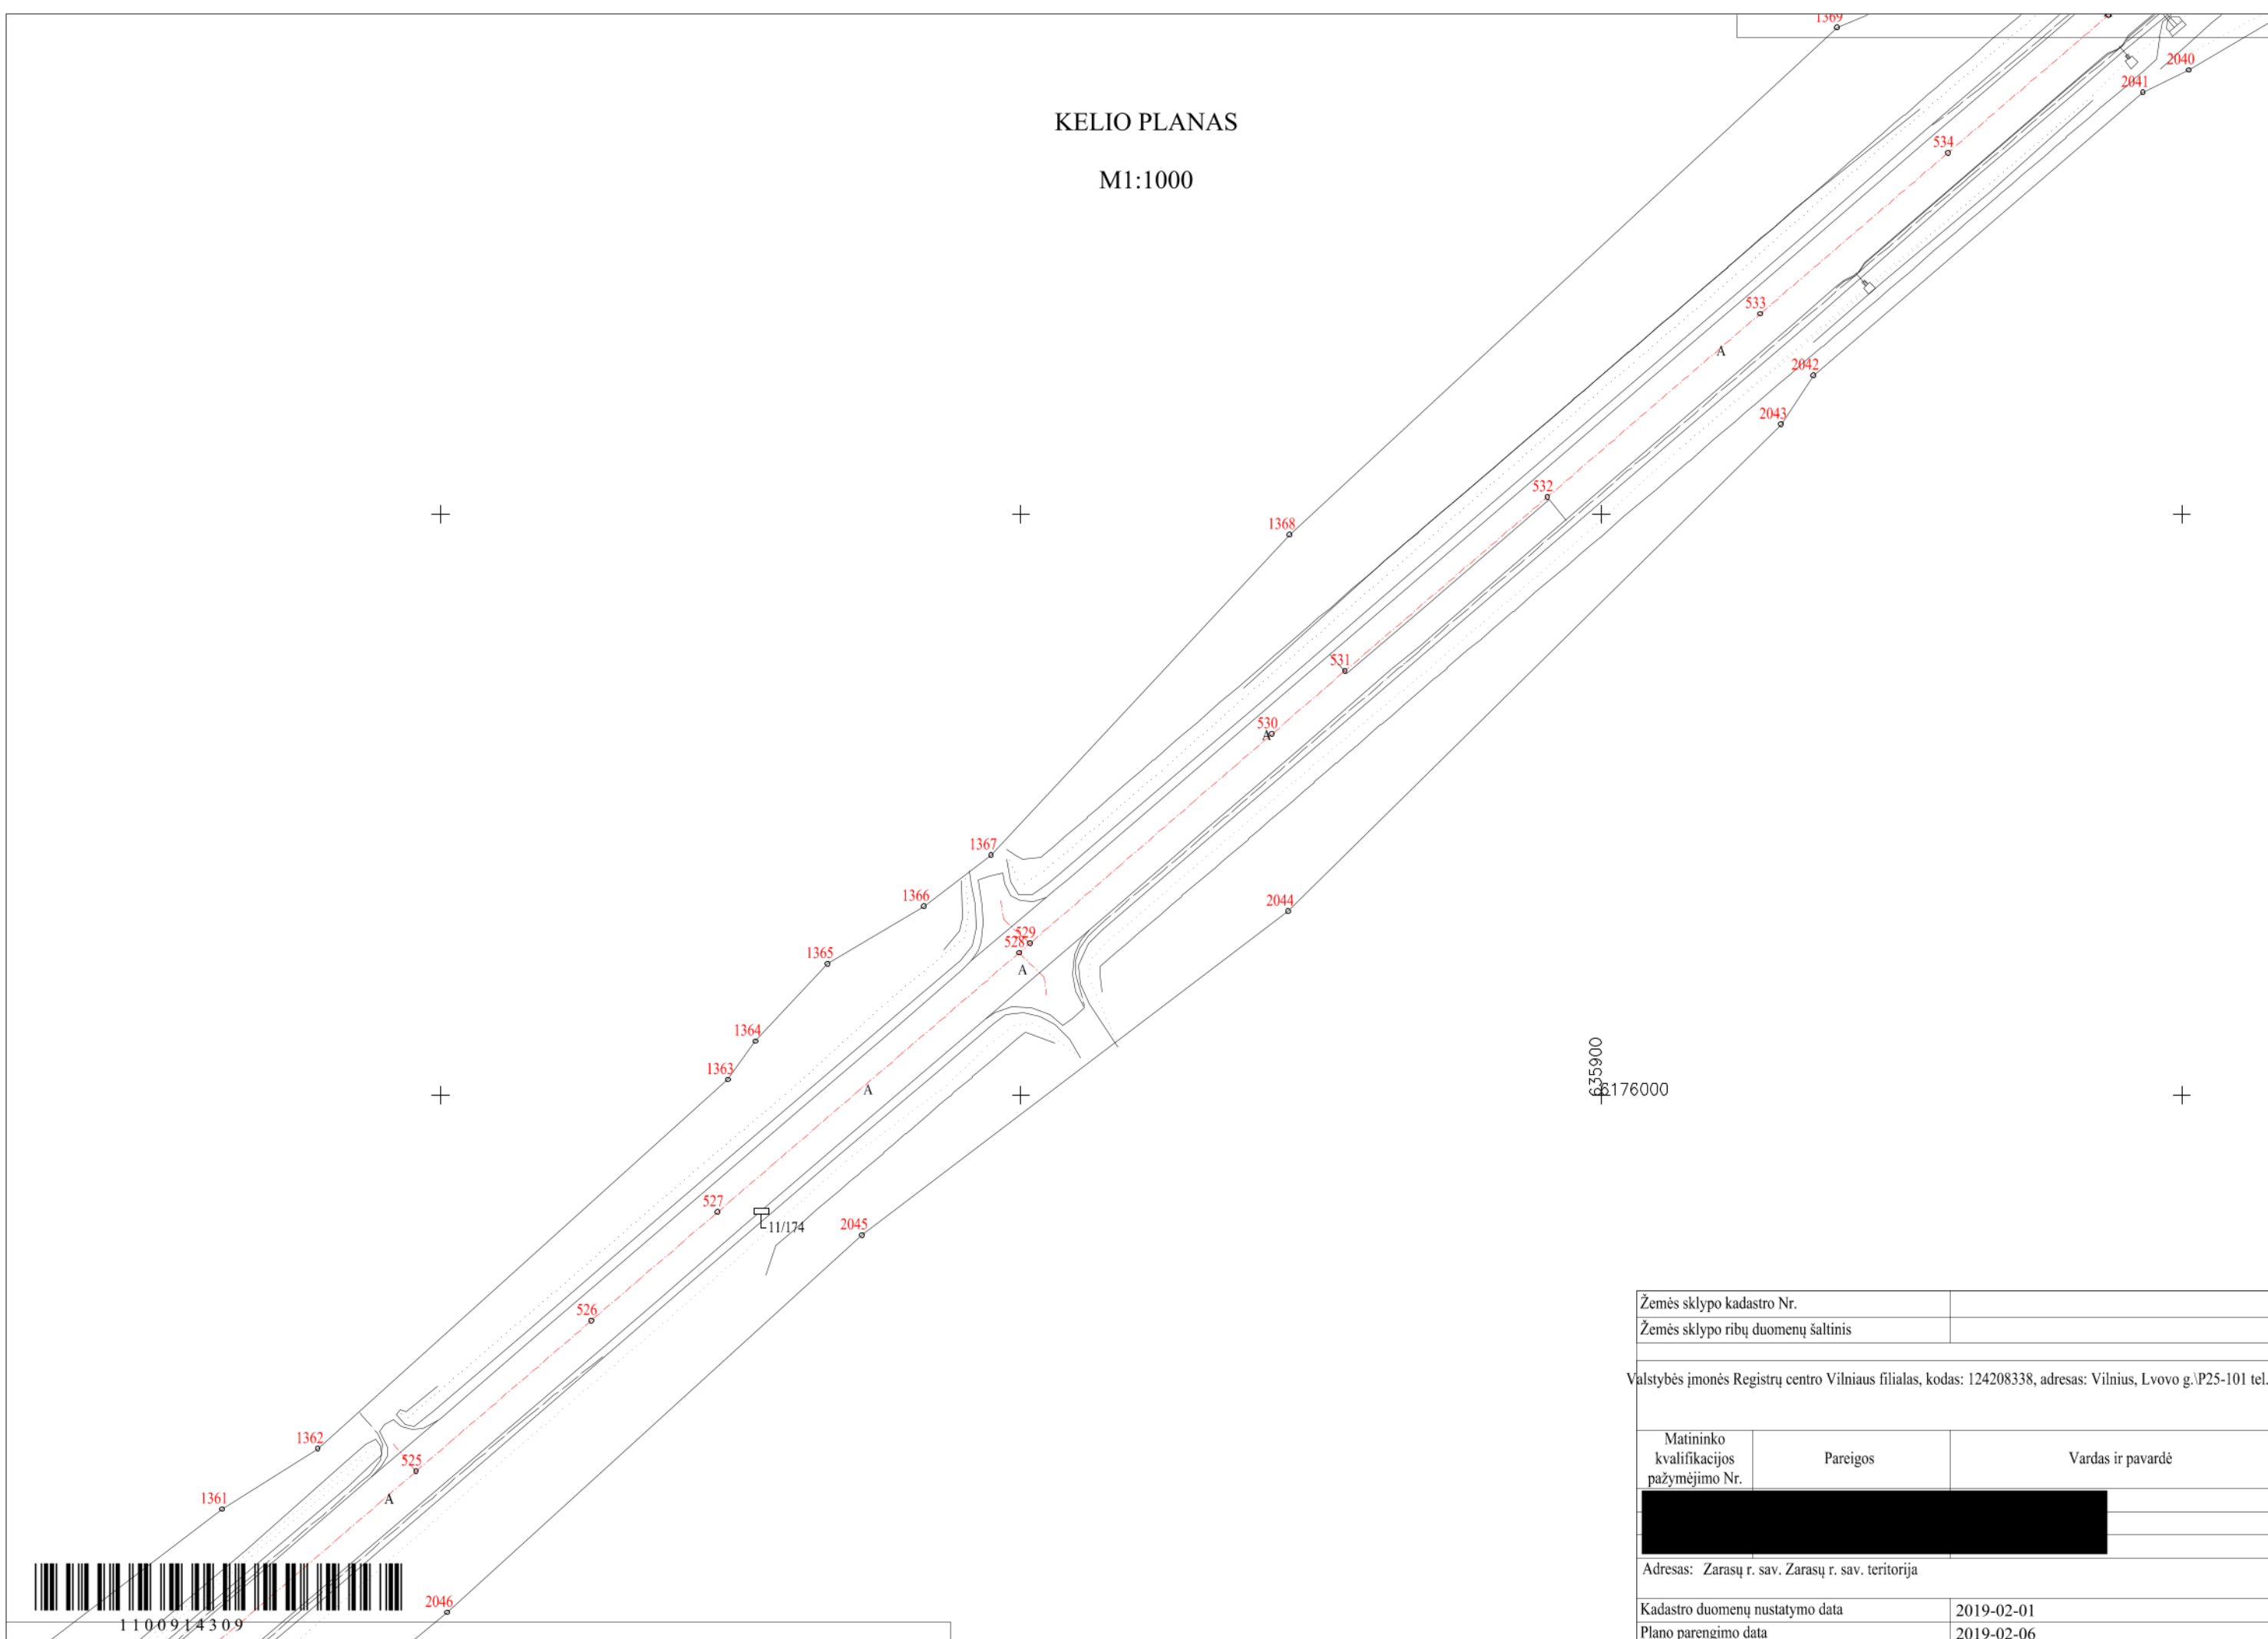 1369
2040
2041
KELIO PLANAS
534
M1:1000
533
A
2042
2043
532
1368
531
530
A
1367
1366
2044
529
528
1365
A
1364
635900
1363
6176000
A
527
11/174
2045
526
Žemės sklypo kadastro Nr.
Žemės sklypo ribų duomenų šaltinis
Valstybės įmonės Registrų centro Vilniaus filialas, kodas: 124208338, adresas: Vilnius, Lvovo g.\P25-101 tel.
1362
525
Matininko
kvalifikacijos
pažymėjimo Nr.
Pareigos
Vardas ir pavardė
1361
A
Adresas: Zarasų r. sav. Zarasų r. sav. teritorija
2046
1100914309
Kadastro duomenų nustatymo data
2019-02-01
Plano parengimo data
2019-02-06